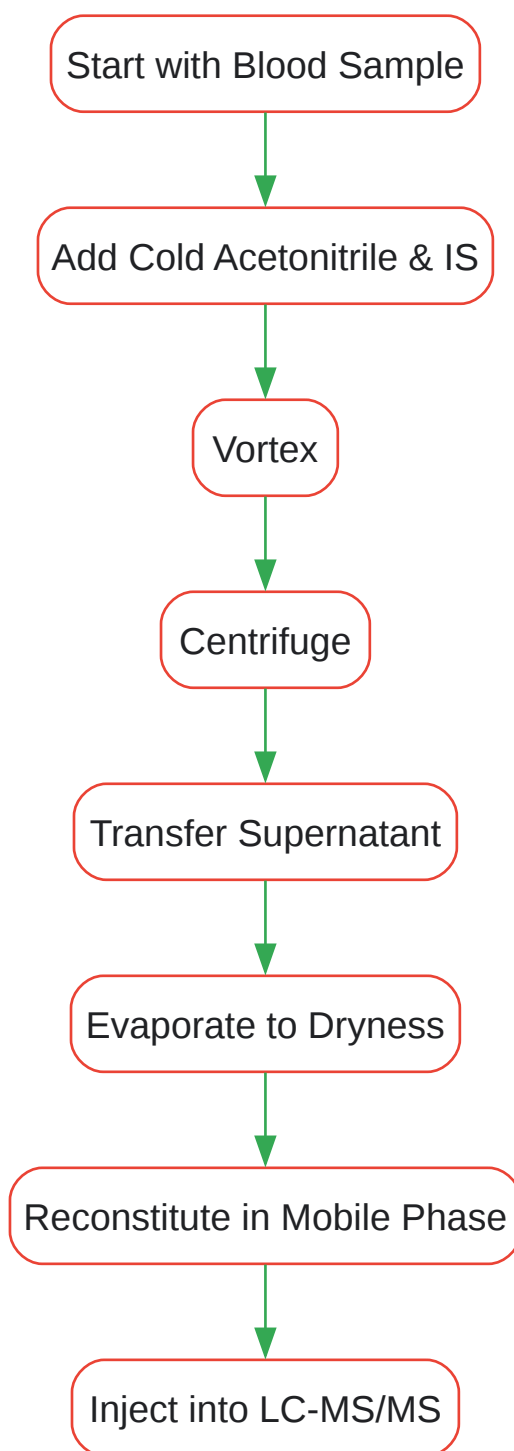 Start with Blood Sample
Add Cold Acetonitrile & IS
Vortex
Centrifuge
Transfer Supernatant
Evaporate to Dryness
Reconstitute in Mobile Phase
Inject into LC-MS/MS